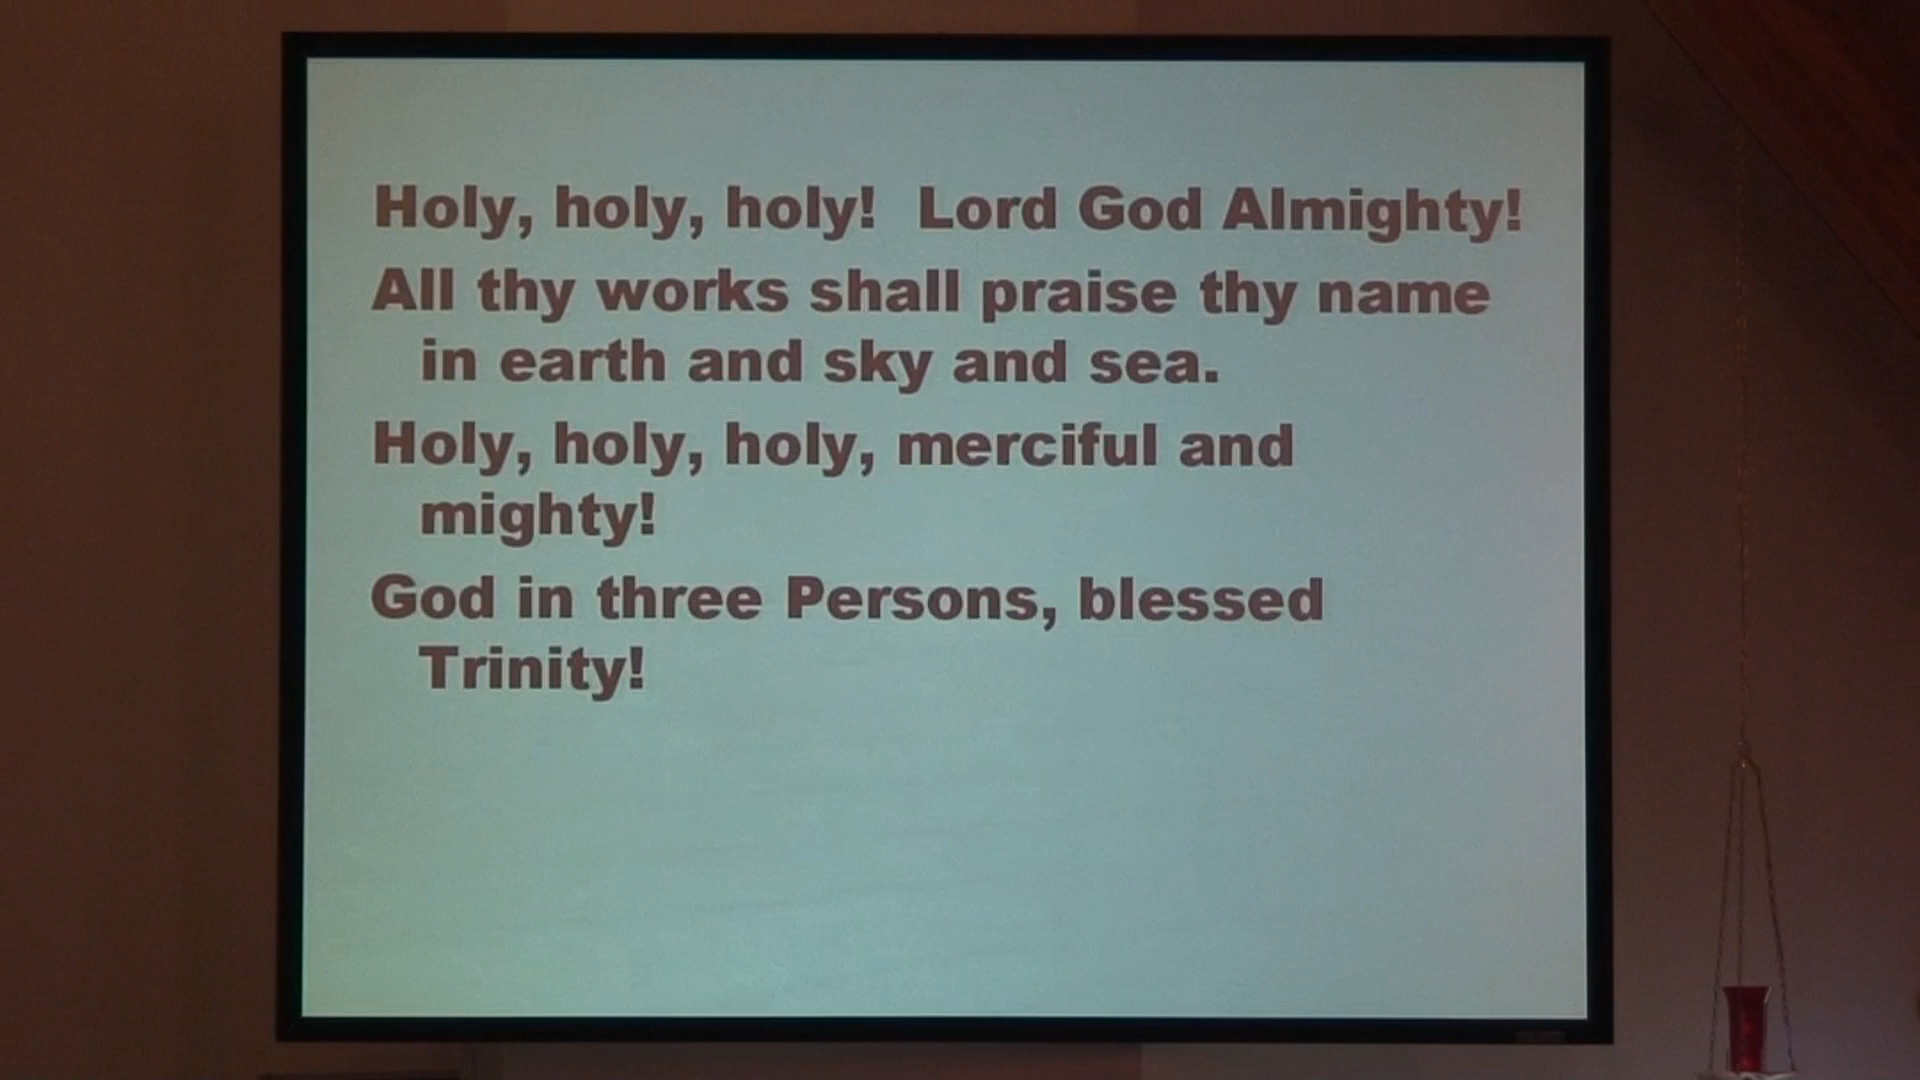 Holy, holy, holy!  Lord God Almighty!
All thy works shall praise thy name
in earth and sky and sea.
Holy, holy, holy, merciful and
mighty!
God in three Persons, blessed
Trinity!